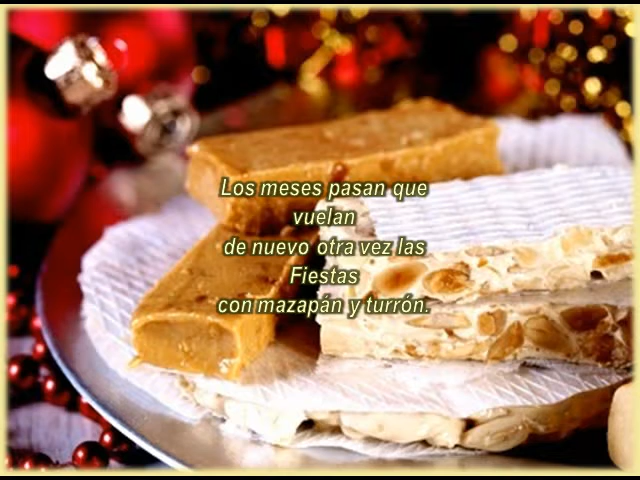 Los meses pasan que
vuelan
de nuevo otra vez las
Fiestas
con mazapán y turrón.